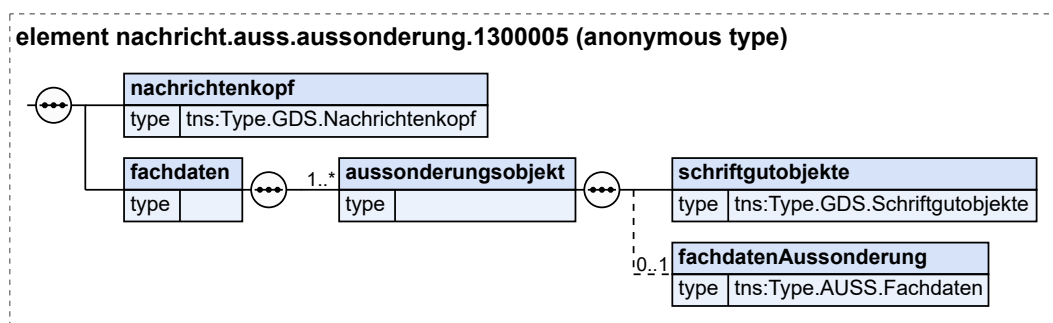 element nachricht.auss.aussonderung.1300005 (anonymous type)
nachrichtenkopf
type tns:Type.GDS.Nachrichtenkopf
fachdaten
type
1..*
aussonderungsobjekt
type
schriftgutobjekte
type tns:Type.GDS.Schriftgutobjekte
0..1
fachdatenAussonderung
type tns:Type.AUSS.Fachdaten